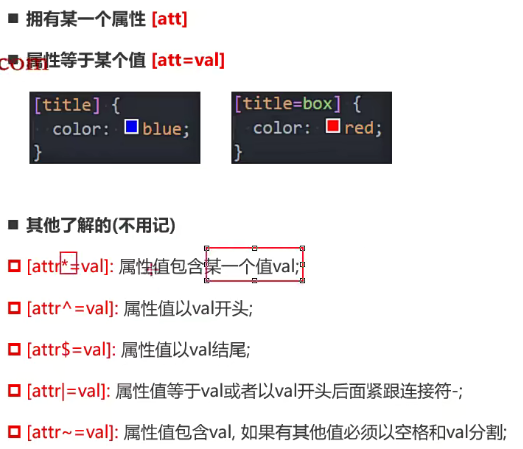 拥有某一个属性 [att]
com
属性等于某个值 [att=val]
[title] {
color: blue;
}
[title=box] {
color: red;
}
其他了解的(不用记)
[attr*=val]: 属性值包含某一个值val;
[attr^=val]: 属性值以val开头;
[attr$=val]: 属性值以val结尾;
[attr|=val]: 属性值等于val或者以val开头后面紧跟连接符-;
[attr~=val]: 属性值包含val, 如果有其他值必须以空格和val分割;